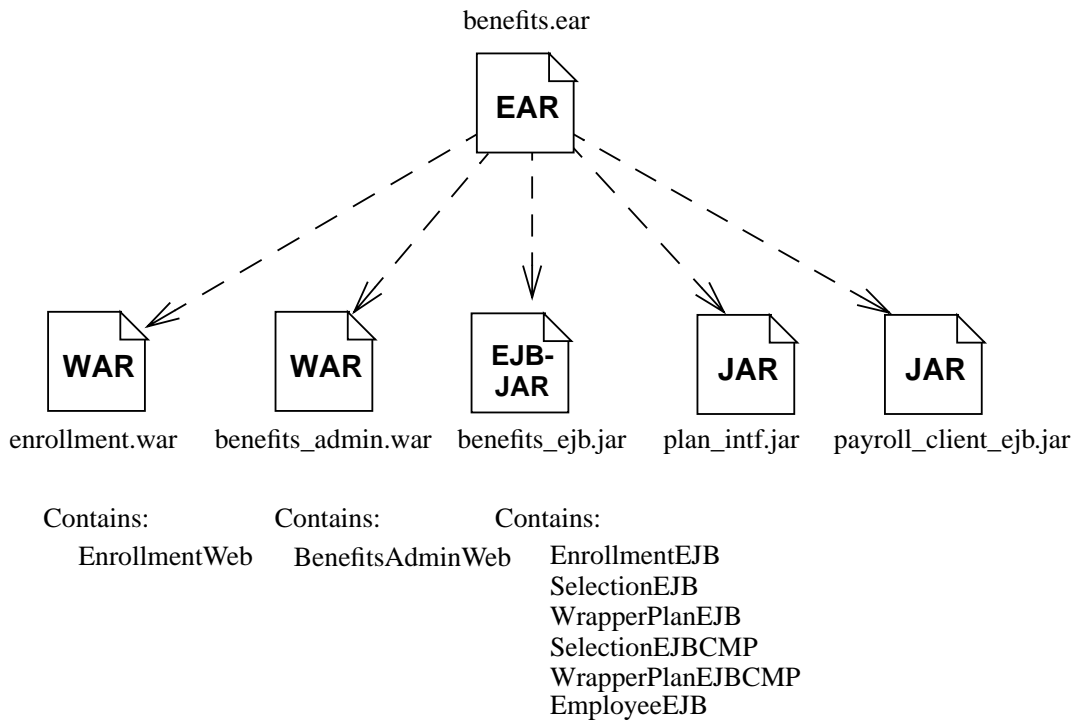 benefits.ear
EAR
WAR
WAR
EJB-
JAR
JAR
JAR
enrollment.war
benefits_admin.war
benefits_ejb.jar
plan_intf.jar
payroll_client_ejb.jar
Contains:
EnrollmentWeb
Contains:
BenefitsAdminWeb
Contains:
EnrollmentEJB
SelectionEJB
WrapperPlanEJB
SelectionEJBCMP
WrapperPlanEJBCMP
EmployeeEJB